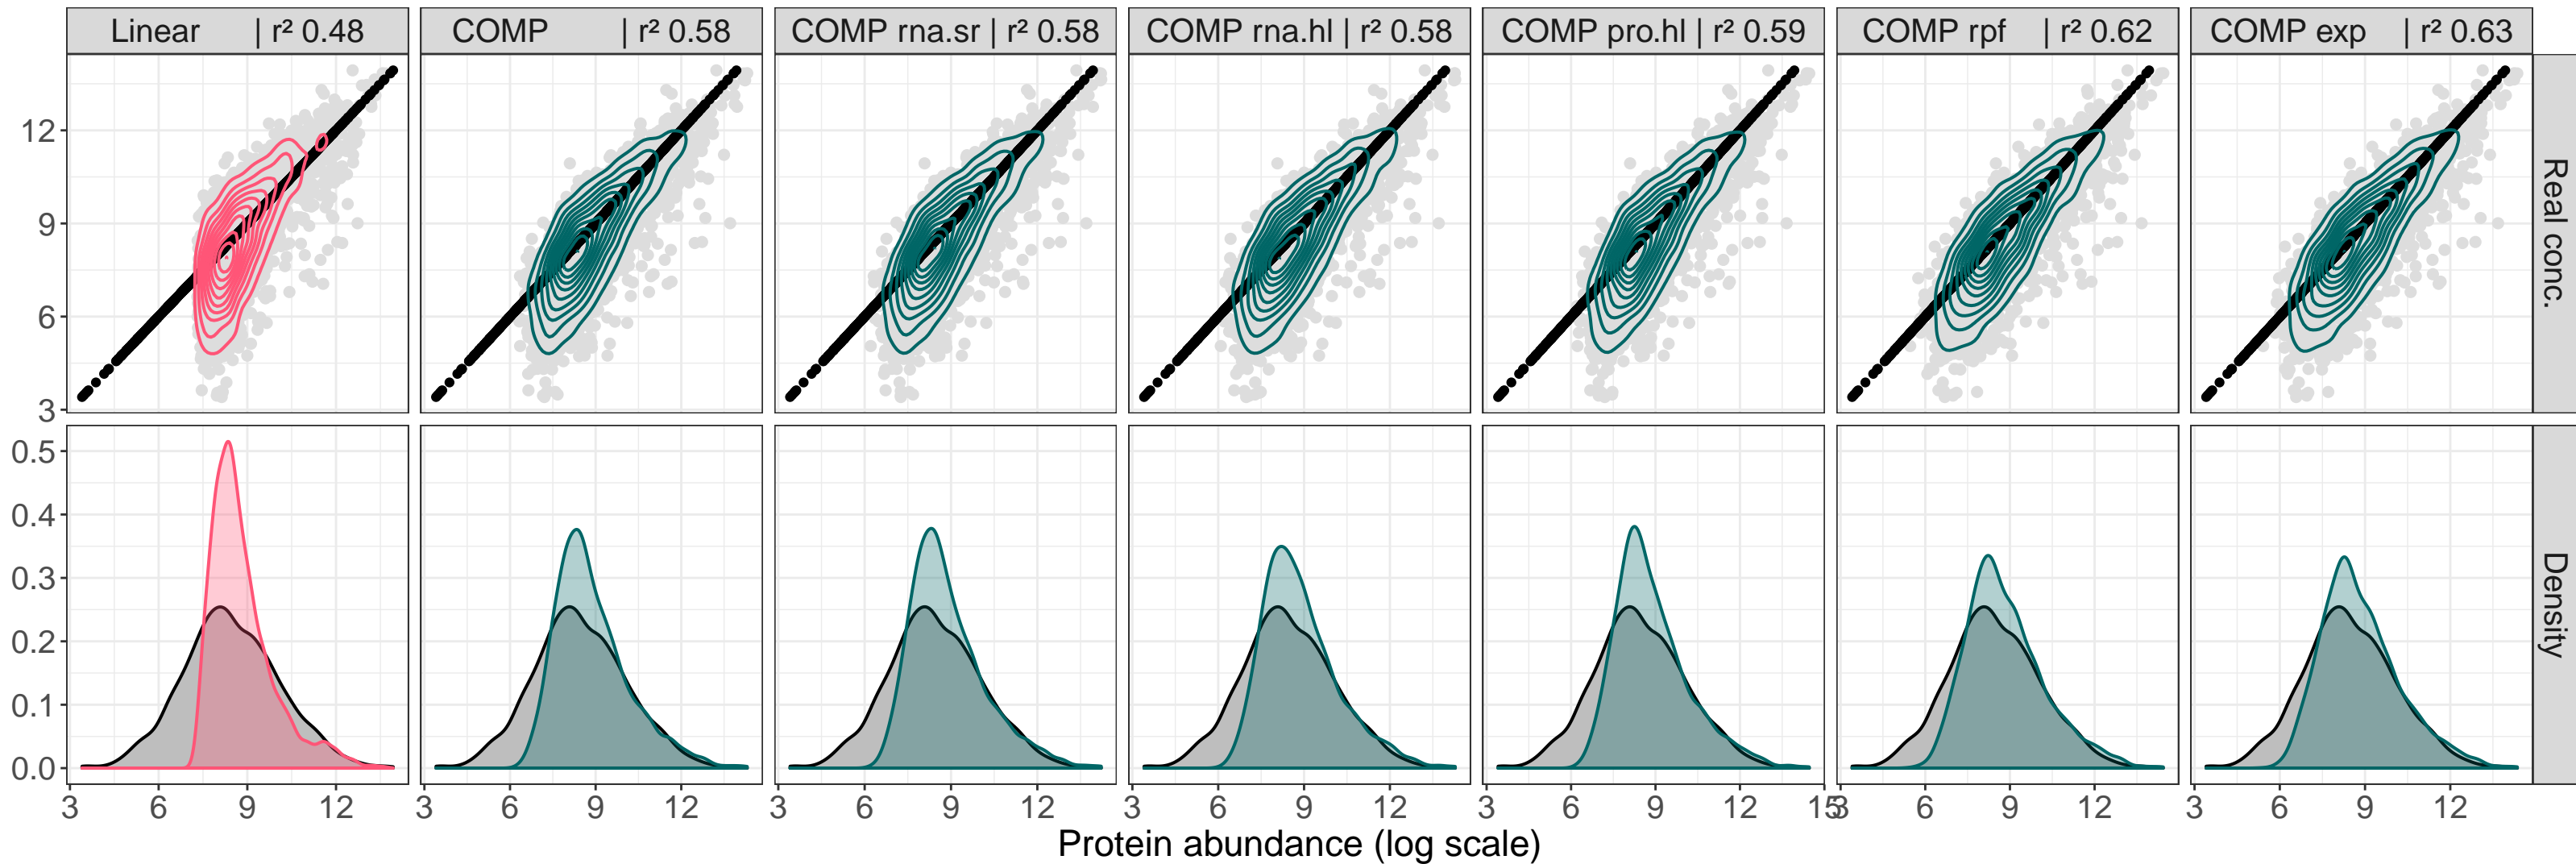 Linear | r² 0.48
COMP | r² 0.58
COMP rna.sr | r² 0.58
COMP rna.hl | r² 0.58
COMP pro.hl | r² 0.59
COMP rpf | r² 0.62
COMP exp | r² 0.63
12
9
6
3
Real conc.
0.5
0.4
0.3
0.2
0.1
0.0
Density
3 6 9 12
3 6 9 12
3 6 9 12
3 6 9 12
3 6 9 12 15
3 6 9 12
3 6 9 12
Protein abundance (log scale)